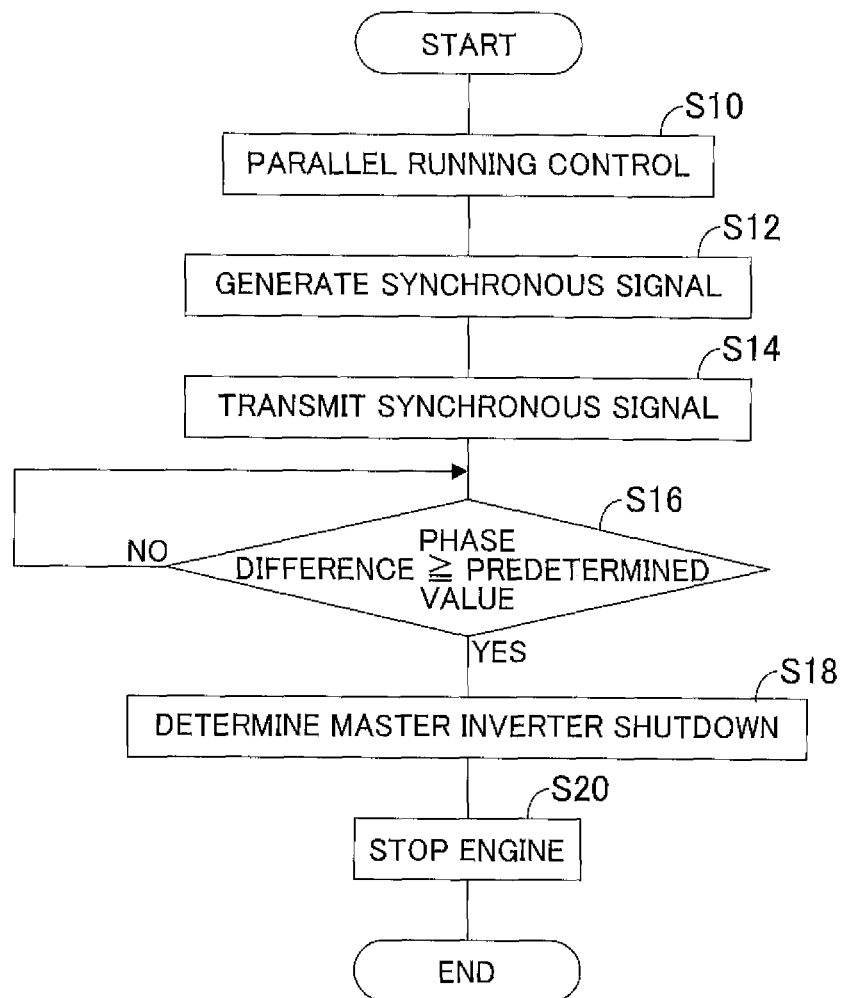 START
S10
PARALLEL RUNNING CONTROL
S12
GENERATE SYNCHRONOUS SIGNAL
S14
TRANSMIT SYNCHRONOUS SIGNAL
S16
NO
PHASE
DIFFERENCE ≧ PREDETERMINED
VALUE
YES
S18
DETERMINE MASTER INVERTER SHUTDOWN
S20
STOP ENGINE
END